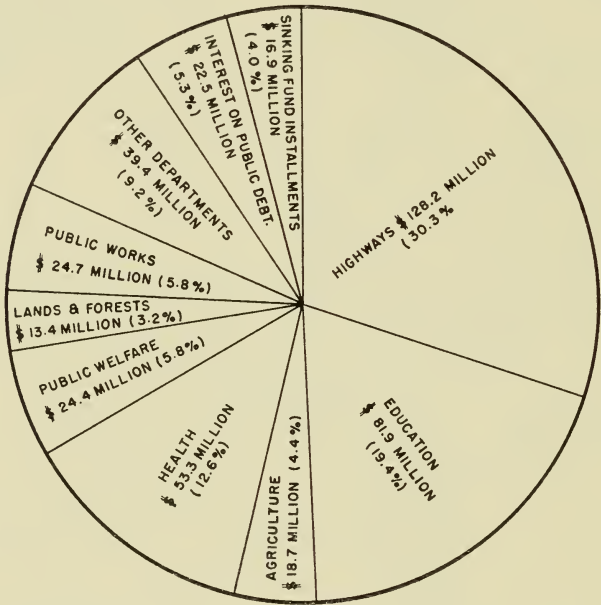 HIGHWAYS $128.2 MILLION
(30.3%
EDUCATION
$ 81.9 MILLION
(19.4%)
AGRICULTURE
$ 18.7 MILLION (4.4%)
HEALTH
$ 53.3 MILLION
(12.6%)
PUBLIC WELFARE
$ 24.4 MILLION (5.8%)
LANDS & FORESTS
$ 13.4 MILLION (3.2%)
PUBLIC WORKS
$ 24.7 MILLION (5.8%)
OTHER DEPARTMENTS
$ 39.4 MILLION
(9.2%)
INTEREST ON PUBLIC DEBT.
$ 22.5 MILLION
(5.3%)
SINKING FUND INSTALLMENTS
$ 16.9 MILLION
(4.0%)